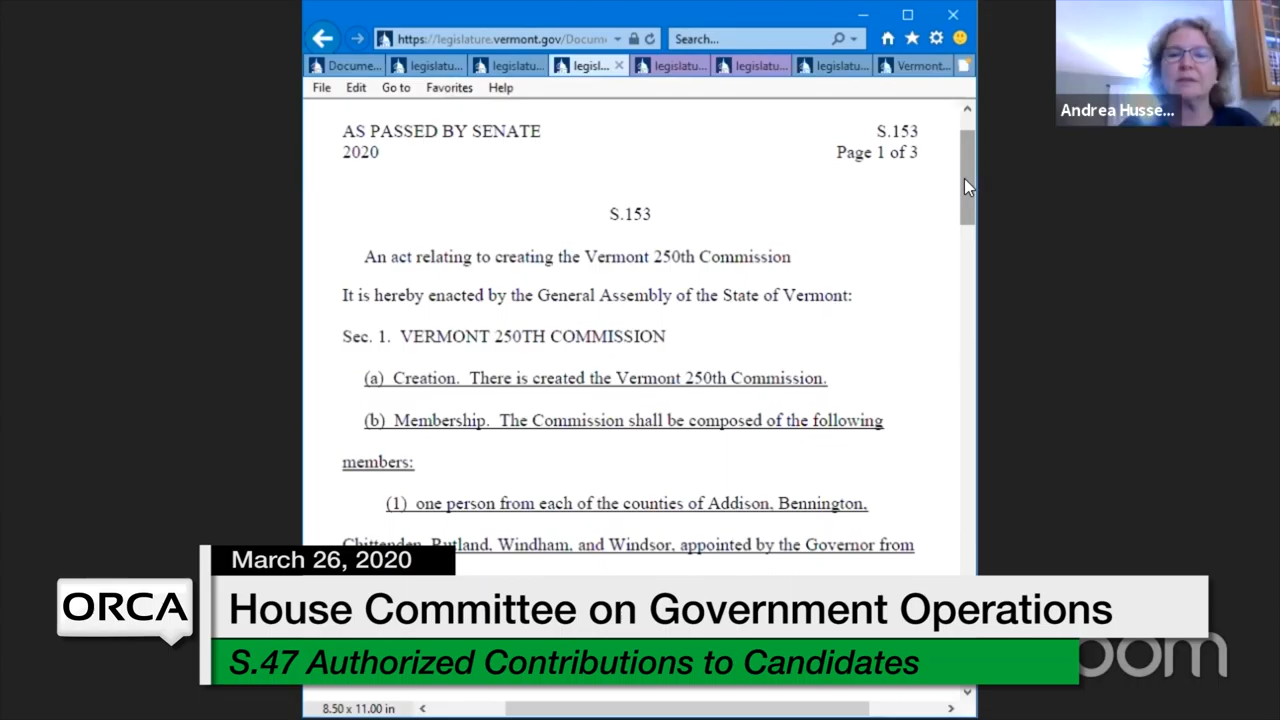 https://legislature.vermont.gov/Docum
Search...
Docume...
legislatu...
legislatu...
legisl...
legislatu...
legislatu...
legislatu...
Vermont...
File Edit Go to Favorites Help
AS PASSED BY SENATE S.153
2020 Page 1 of 3
S.153
An act relating to creating the Vermont 250th Commission
It is hereby enacted by the General Assembly of the State of Vermont:
Sec. 1. VERMONT 250TH COMMISSION
(a) Creation. There is created the Vermont 250th Commission.
(b) Membership. The Commission shall be composed of the following
members:
(1) one person from each of the counties of Addison, Bennington,
Chittenden, Rutland, Windham, and Windsor, appointed by the Governor from
Andrea Husse...
March 26, 2020
ORCA
House Committee on Government Operations
S.47 Authorized Contributions to Candidates
oom
8.50 x 11.00 in